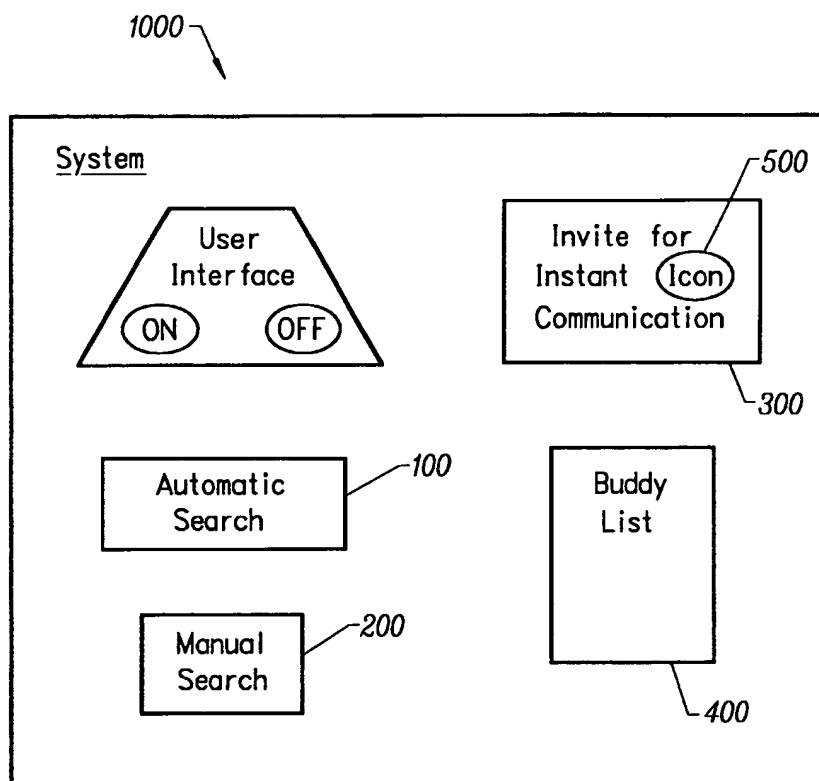 1000
System
500
User
Interface
ON OFF
Invite for
Instant Icon
Communication
300
Automatic
Search
100
Buddy
List
Manual
Search
200
400